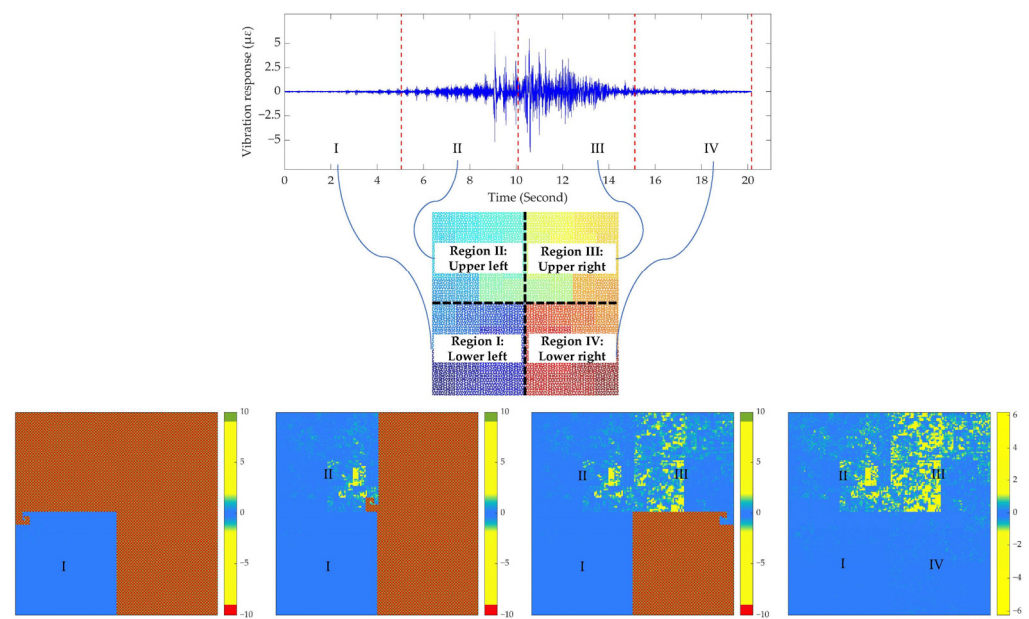 Vibration response (με)
5
2.5
0
−2.5
−5
I
II
III
IV
0
2
4
6
8
10
12
14
16
18
20
Time (Second)
Region II:
Upper left
Region III:
Upper right
Region I:
Lower left
Region IV:
Lower right
I
10
5
0
−5
−10
II
I
10
5
0
−5
−10
II
III
I
10
5
0
−5
−10
II
III
I
IV
6
4
2
0
−2
−4
−6